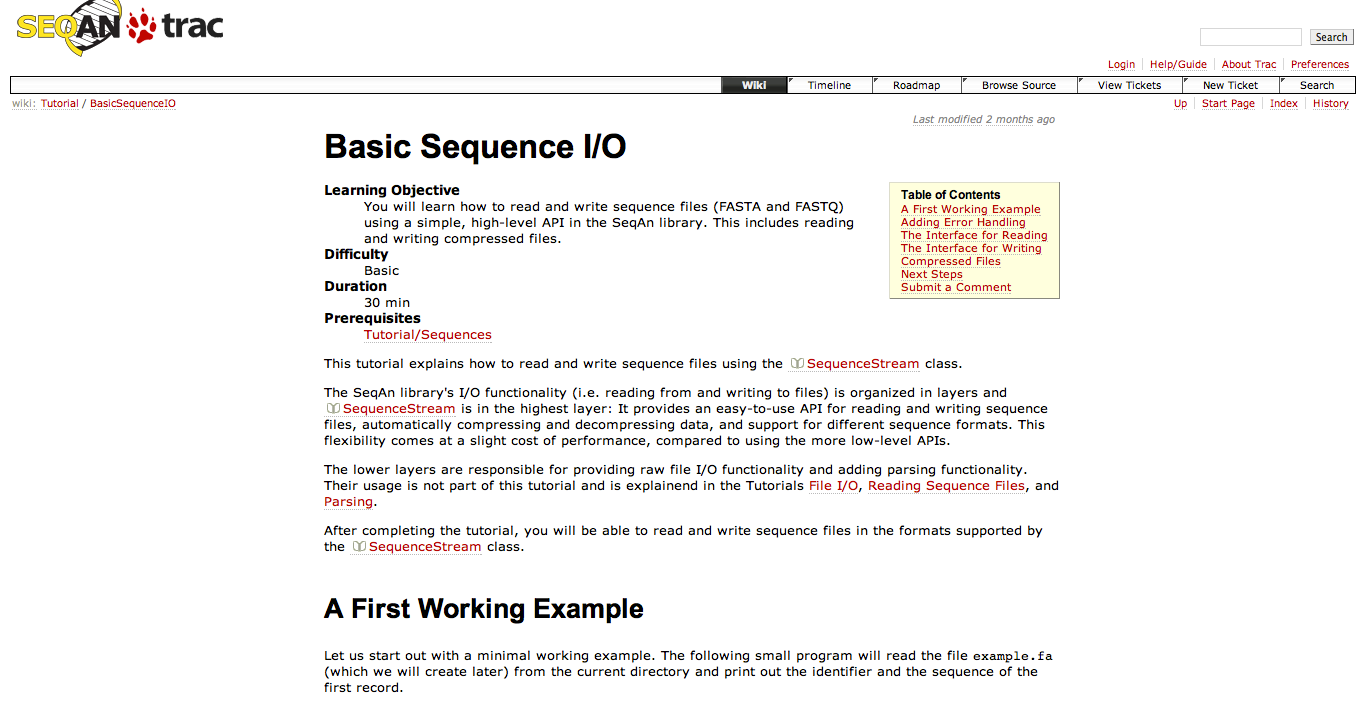 SEQAN trac
Search
Login Help/Guide About Trac Preferences
Wiki Timeline Roadmap Browse Source View Tickets New Ticket Search
wiki: Tutorial / BasicSequenceIO
Up Start Page Index History
Last modified 2 months ago
Basic Sequence I/O
Learning Objective
You will learn how to read and write sequence files (FASTA and FASTQ)
using a simple, high-level API in the SeqAn library. This includes reading
and writing compressed files.
Difficulty
Basic
Duration
30 min
Prerequisites
Tutorial/Sequences
Table of Contents
A First Working Example
Adding Error Handling
The Interface for Reading
The Interface for Writing
Compressed Files
Next Steps
Submit a Comment
This tutorial explains how to read and write sequence files using the SequenceStream class.
The SeqAn library's I/O functionality (i.e. reading from and writing to files) is organized in layers and
SequenceStream is in the highest layer: It provides an easy-to-use API for reading and writing sequence
files, automatically compressing and decompressing data, and support for different sequence formats. This
flexibility comes at a slight cost of performance, compared to using the more low-level APIs.
The lower layers are responsible for providing raw file I/O functionality and adding parsing functionality.
Their usage is not part of this tutorial and is explainend in the Tutorials File I/O, Reading Sequence Files, and
Parsing.
After completing the tutorial, you will be able to read and write sequence files in the formats supported by
the SequenceStream class.
A First Working Example
Let us start out with a minimal working example. The following small program will read the file example.fa
(which we will create later) from the current directory and print out the identifier and the sequence of the
first record.